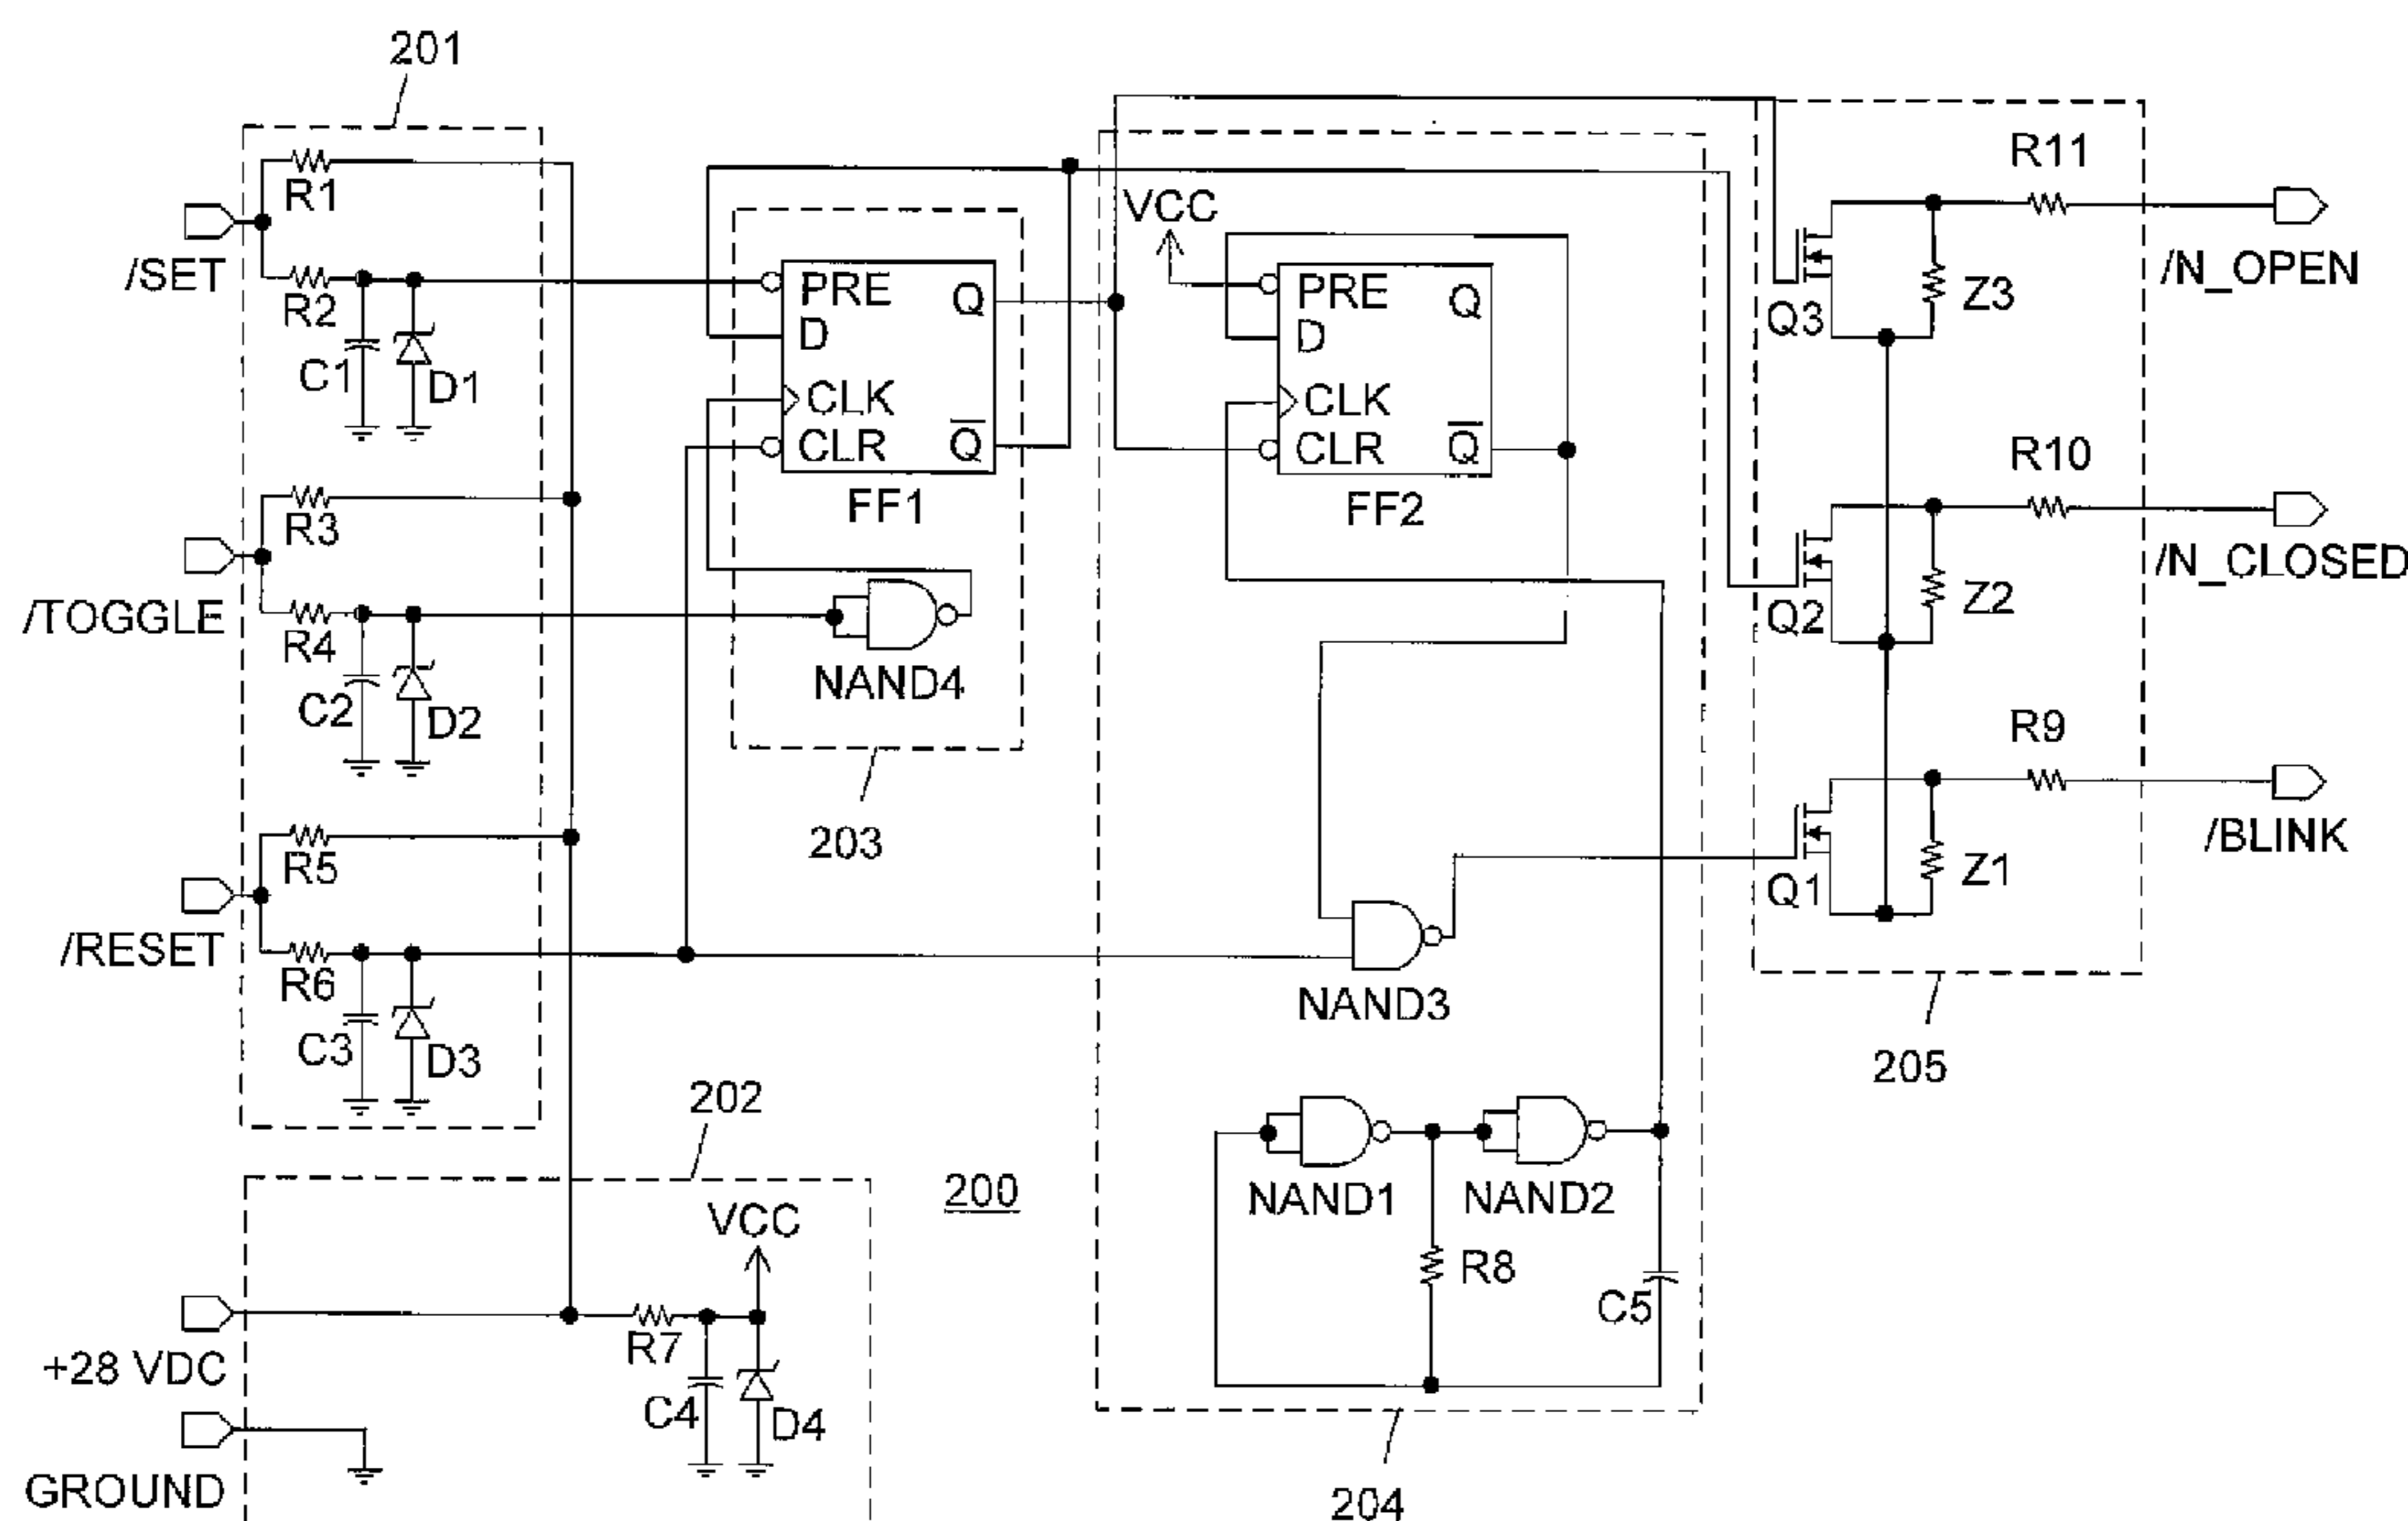 201
R1
/SET
R2
C1
D1
R3
/TOGGLE
R4
C2
D2
R5
/RESET
R6
C3
D3
202
VCC
+28 VDC
R7
C4
D4
GROUND
200
PRE
D
CLK
CLR
Q
Q̅
FF1
NAND4
203
VCC
PRE
D
CLK
CLR
Q
Q̅
FF2
NAND3
NAND1
NAND2
R8
C5
204
R11
/N_OPEN
Q3
Z3
R10
/N_CLOSED
Q2
Z2
R9
/BLINK
Q1
Z1
205